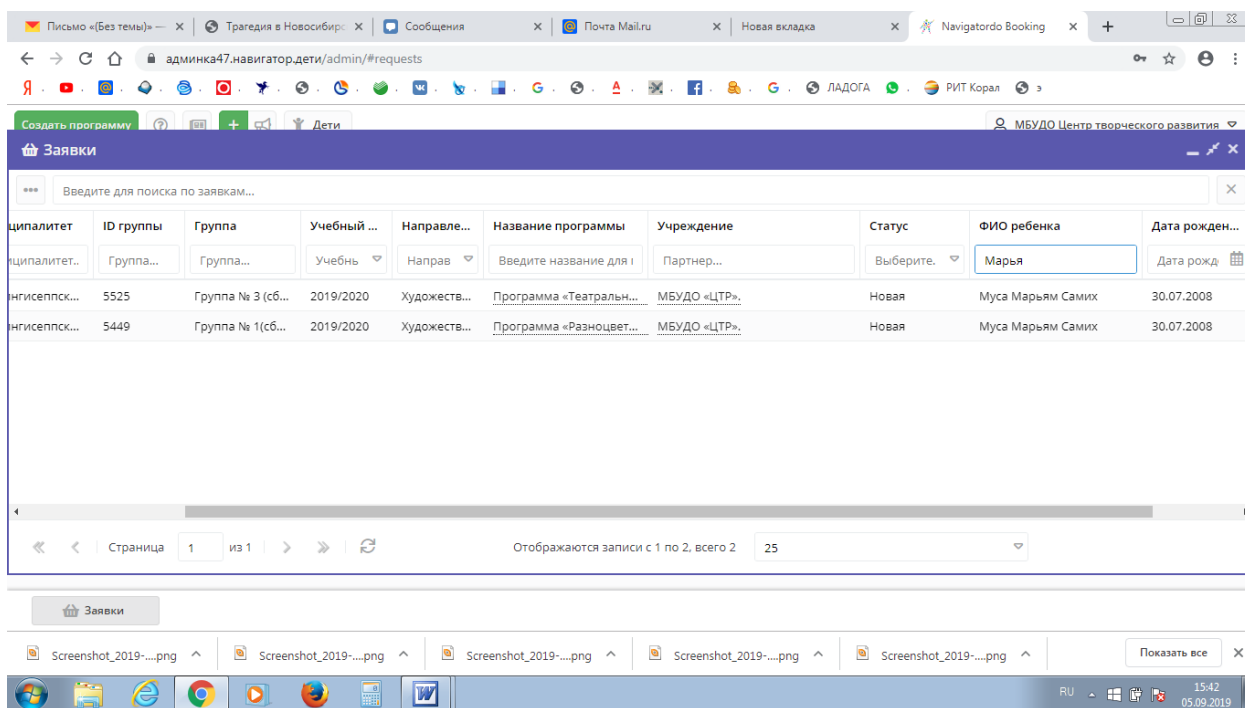 Письмо «(Без темы)» —
Трагедия в Новосибирс
Сообщения
Почта Mail.ru
Новая вкладка
Navigatordo Booking
админка47.навигатор.дети/admin/#requests
ЛАДОГА
РИТ Корал
Э
Создать программу
Дети
МБУДО Центр творческого развития
Заявки
Введите для поиска по заявкам...
ципалитет ID группы Группа Учебный ... Направле... Название программы Учреждение Статус ФИО ребенка Дата рожден...
ниципалитет.. Группа... Группа... Учебнь Направ Введите название для Партнер... Выберите. Марья Дата рожд
нгисеппск... 5525 Группа № 3 (сб... 2019/2020 Художеств... Программа «Театральн... МБУДО «ЦТР». Новая Муса Марьям Самих 30.07.2008
нгисеппск... 5449 Группа № 1(сб... 2019/2020 Художеств... Программа «Разноцвет... МБУДО «ЦТР». Новая Муса Марьям Самих 30.07.2008
Страница 1 из 1 Отображаются записи с 1 по 2, всего 2 25
Заявки
Screenshot_2019-....png Screenshot_2019-....png Screenshot_2019-....png Screenshot_2019-....png Screenshot_2019-....png Показать все
RU 15:42
05.09.2019